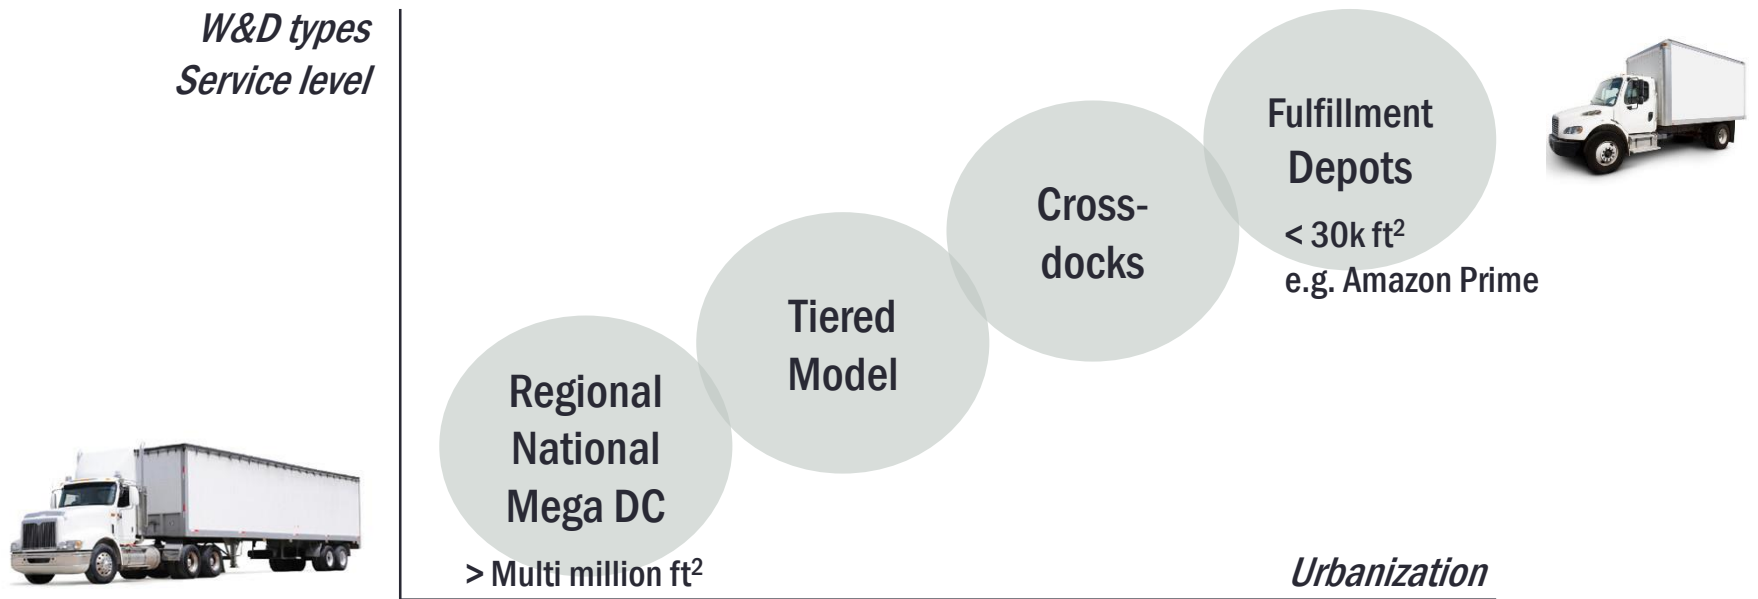 W&D types
Service level
Fulfillment
Depots
< 30k ft²
e.g. Amazon Prime
Cross-
docks
Tiered
Model
Regional
National
Mega DC
> Multi million ft²
Urbanization